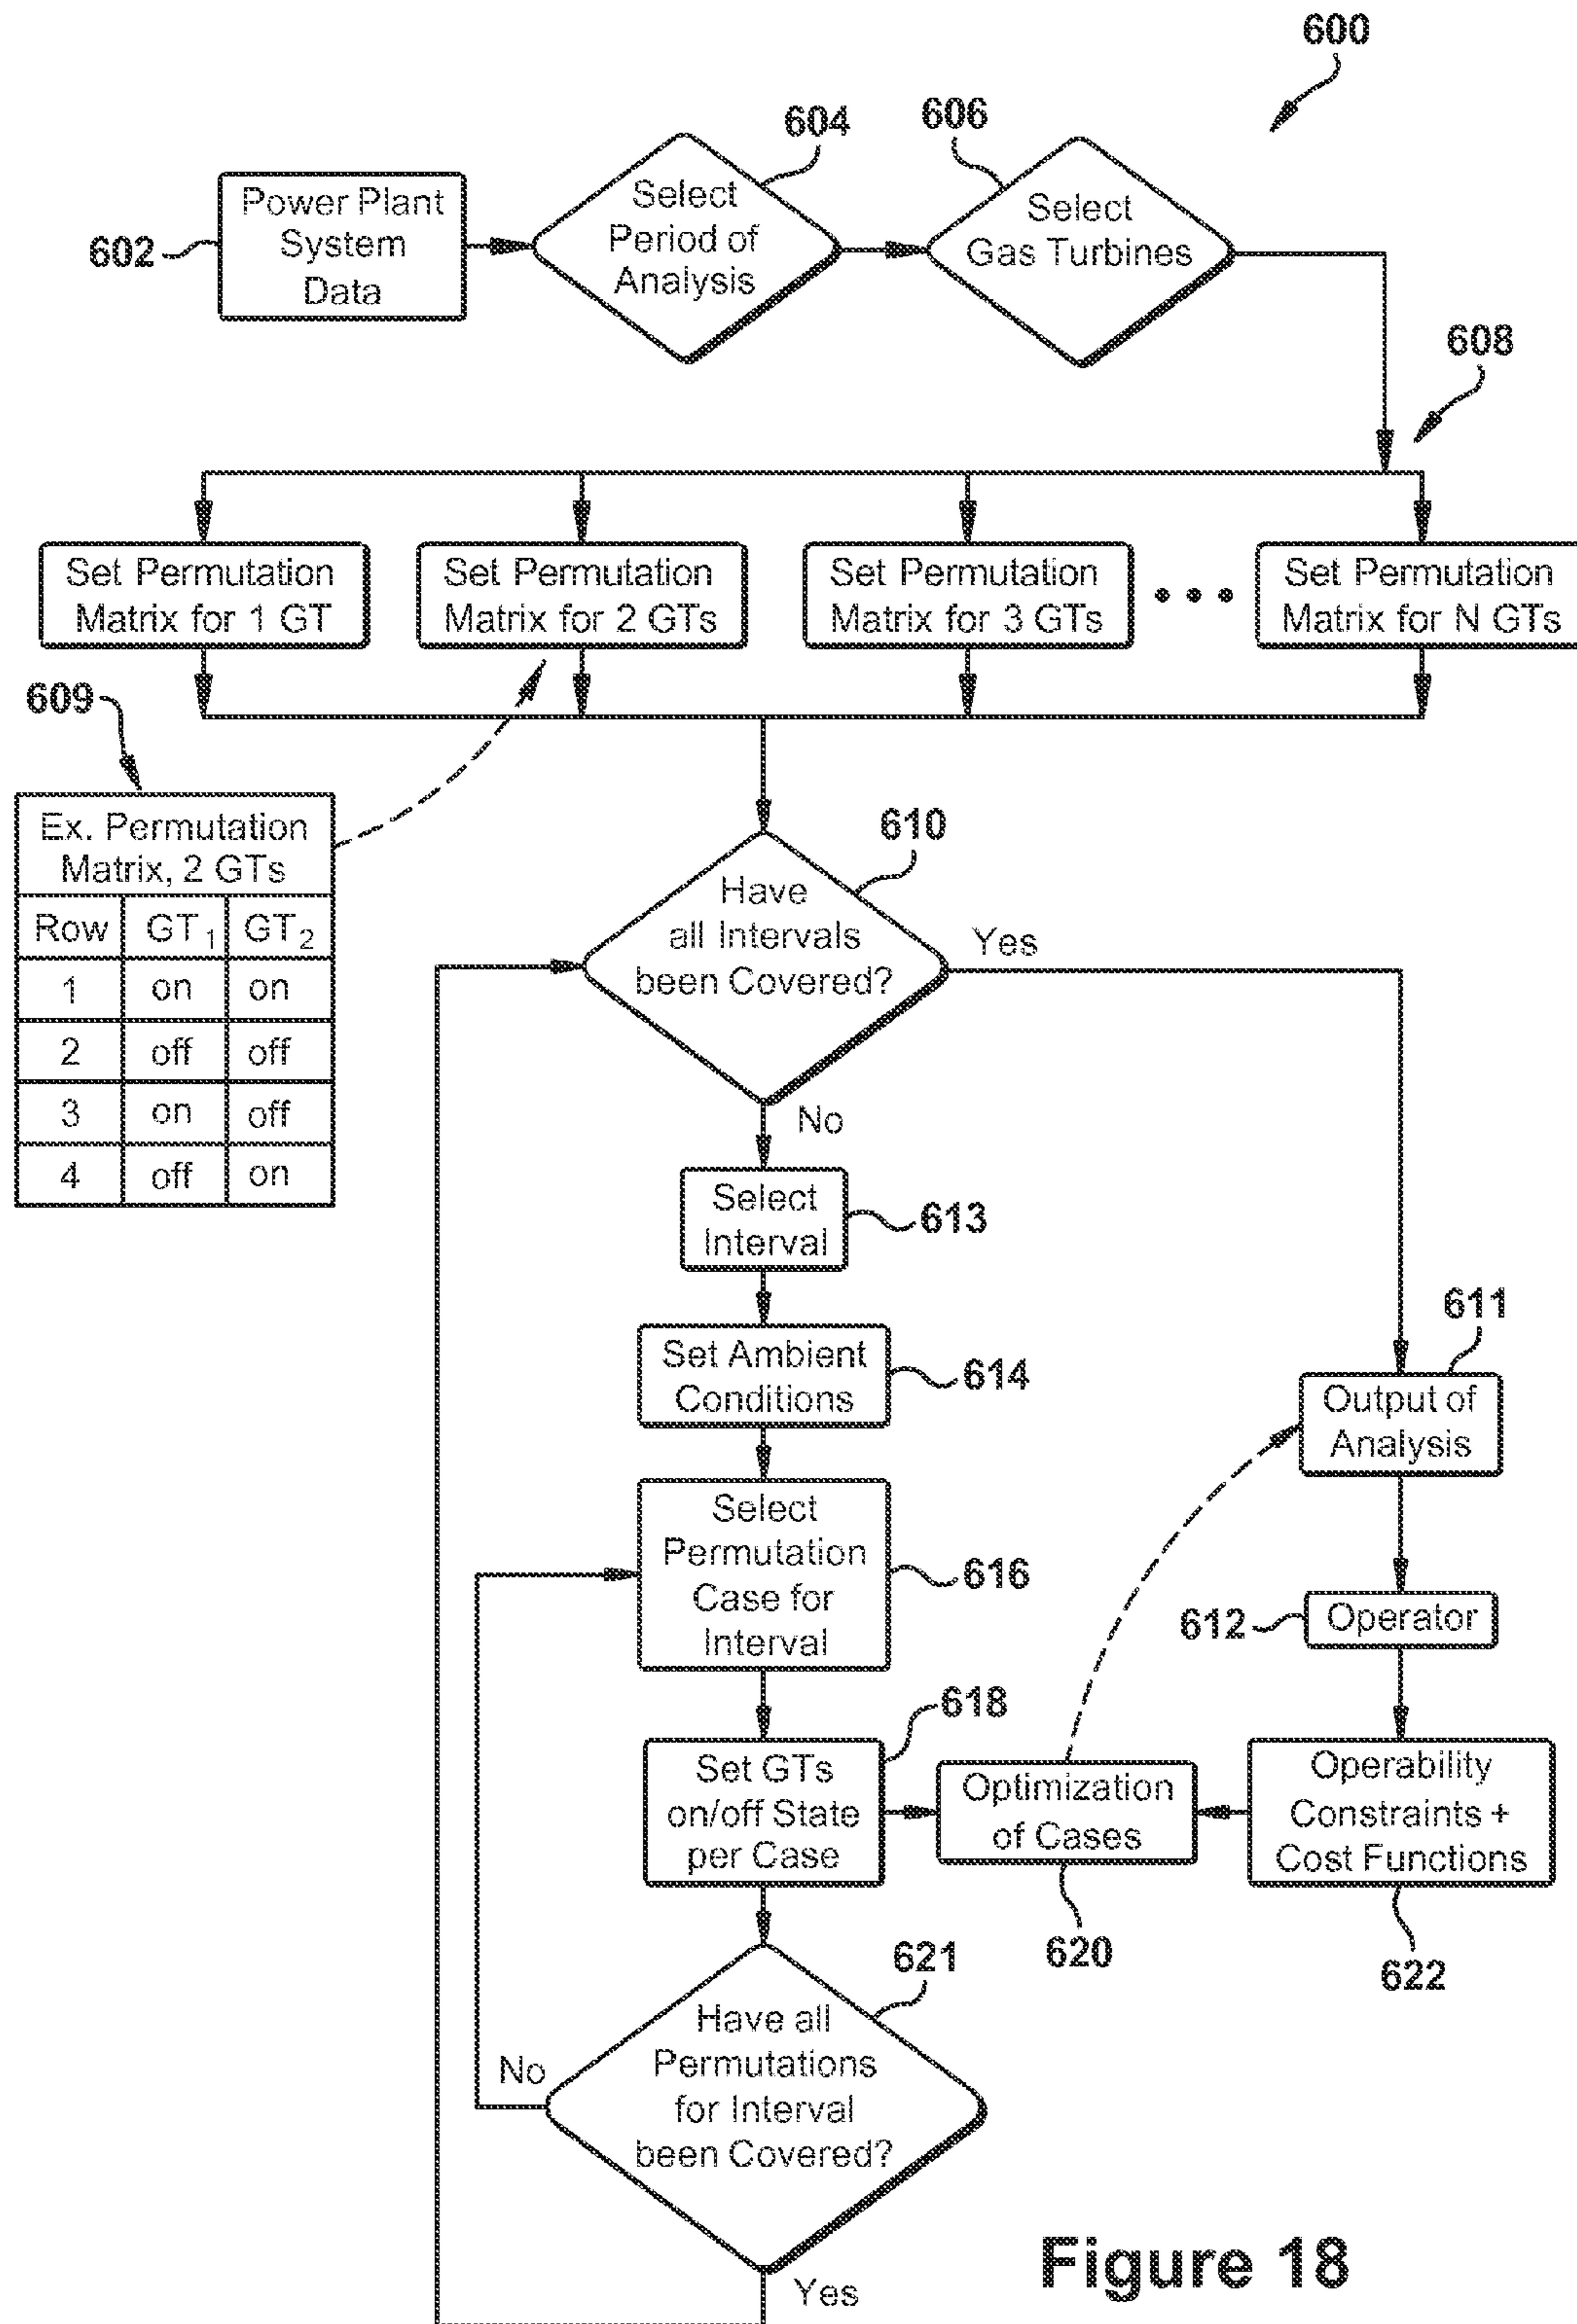 600
604
606
Power Plant
System
Data
602
Select
Period of
Analysis
Select
Gas Turbines
608
Set Permutation
Matrix for 1 GT
Set Permutation
Matrix for 2 GTs
Set Permutation
Matrix for 3 GTs
• • •
Set Permutation
Matrix for N GTs
609
Ex. Permutation
Matrix, 2 GTs
Row GT1 GT2
1 on on
2 off off
3 on off
4 off on
610
Have
all Intervals
been Covered?
Yes
No
Select
Interval
613
611
Set Ambient
Conditions
614
Output of
Analysis
Select
Permutation
Case for
Interval
616
612
Operator
618
Set GTs
on/off State
per Case
Optimization
of Cases
Operability
Constraints +
Cost Functions
620
622
621
Have all
Permutations
for Interval
been Covered?
No
Yes
Figure 18